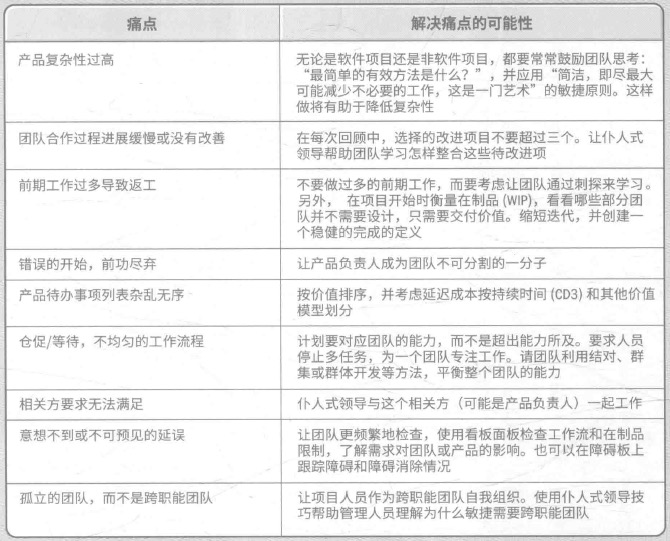 痛点
解决痛点的可能性
产品复杂性过高
无论是软件项目还是非软件项目，都要常常鼓励团队思考：
“最简单的有效方法是什么？”，并应用“简洁，即尽最大
可能减少不必要的工作，这是一门艺术”的敏捷原则。这样
做将有助于降低复杂性
团队合作过程进展缓慢或没有改善
在每次回顾中，选择的改进项目不要超过三个。让仆人式
领导帮助团队学习怎样整合这些待改进项
前期工作过多导致返工
不要做过多的前期工作，而要考虑让团队通过刺探来学习。
另外， 在项目开始时衡量在制品 (WIP)，看看哪些部分团
队并不需要设计，只需要交付价值。缩短迭代，并创建一
个稳健的完成的定义
错误的开始，前功尽弃
让产品负责人成为团队不可分割的一分子
产品待办事项列表杂乱无序
按价值排序，并考虑延迟成本按持续时间 (CD3) 和其他价值
模型划分
仓促/等待，不均匀的工作流程
计划要对应团队的能力，而不是超出能力所及。要求人员
停止多任务，为一个团队专注工作。请团队利用结对、群
集或群体开发等方法，平衡整个团队的能力
相关方要求无法满足
仆人式领导与这个相关方（可能是产品负责人）一起工作
意想不到或不可预见的延误
让团队更频繁地检查，使用看板面板检查工作流和在制品
限制，了解需求对团队或产品的影响。也可以在障碍板上
跟踪障碍和障碍消除情况
孤立的团队，而不是跨职能团队
让项目人员作为跨职能团队自我组织。使用仆人式领导技
巧帮助管理人员理解为什么敏捷需要跨职能团队